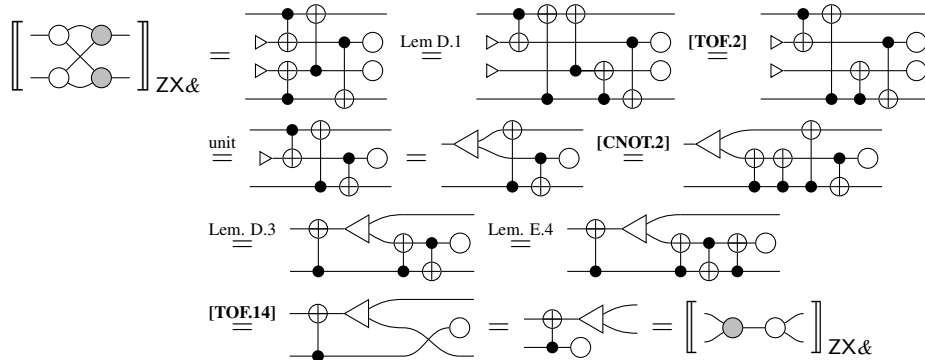 ZX& = Lem D.1 = [TOF.2] =
unit = = [CNOT.2] =
Lem. D.3 = Lem. E.4 =
[TOF.14] = = = ZX&